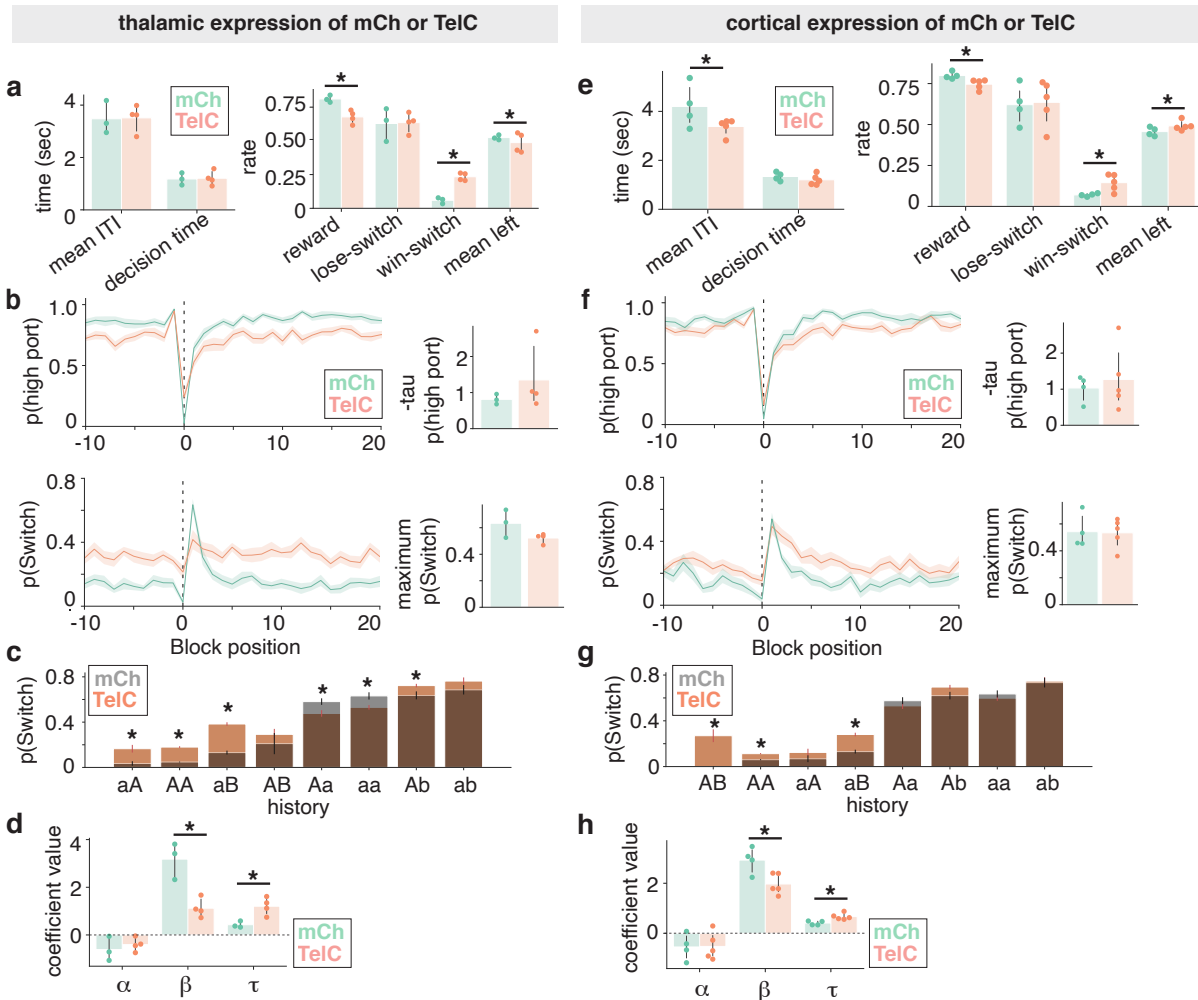 thalamic expression of mCh or TelC
cortical expression of mCh or TelC
a
time (sec)
4
2
0
mCh
TelC
mean ITI
decision time
rate
0.75
0.50
0.25
0
*
*
*
reward
lose-switch
win-switch
mean left
e
time (sec)
6
4
2
0
*
mCh
TelC
mean ITI
decision time
rate
0.75
0.50
0.25
0
*
*
*
reward
lose-switch
win-switch
mean left
b
p(high port)
1.0
0.5
0
mCh
TelC
-10 0 10 20
-tau
p(high port)
2
1
0
p(Switch)
0.8
0.4
0
-10 0 10 20
Block position
maximum
p(Switch)
0.4
0
f
p(high port)
1.0
0.5
0
mCh
TelC
-10 0 10 20
-tau
p(high port)
2
1
0
p(Switch)
0.8
0.4
0
-10 0 10 20
Block position
maximum
p(Switch)
0.4
0
c
p(Switch)
0.8
0.4
0
mCh
TelC
* * * * * *
aA AA aB AB Aa aa Ab ab
history
g
p(Switch)
0.8
0.4
0
mCh
TelC
* * *
AB AA aA aB Aa Ab aa ab
history
d
coefficient value
4
2
0
* *
mCh
TelC
α β τ
h
coefficient value
2
0
* *
mCh
TelC
α β τ